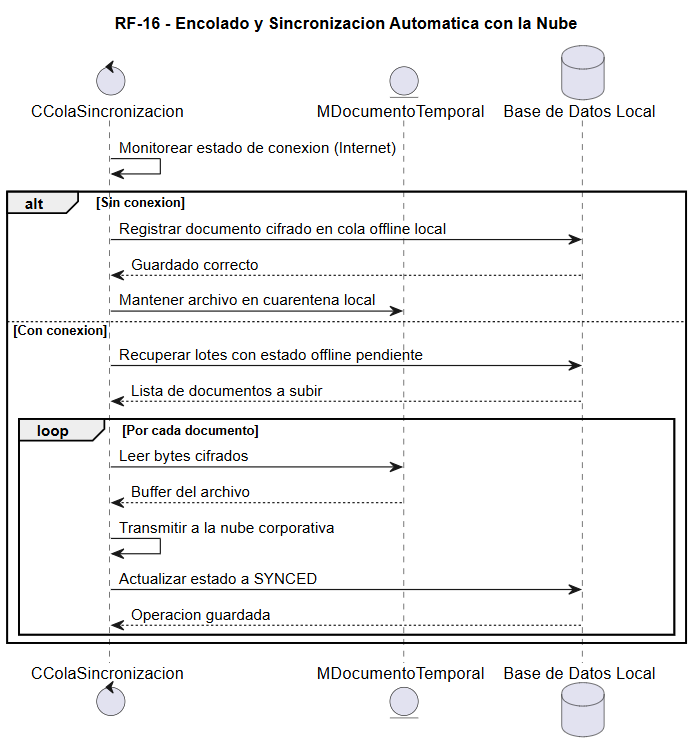 RF-16 - Encolado y Sincronizacion Automatica con la Nube
CColaSincronizacion
MDocumentoTemporal
Base de Datos Local
Monitorear estado de conexion (Internet)
alt
[Sin conexion]
Registrar documento cifrado en cola offline local
Guardado correcto
Mantener archivo en cuarentena local
[Con conexion]
Recuperar lotes con estado offline pendiente
Lista de documentos a subir
loop
[Por cada documento]
Leer bytes cifrados
Buffer del archivo
Transmitir a la nube corporativa
Actualizar estado a SYNCED
Operacion guardada
CColaSincronizacion
MDocumentoTemporal
Base de Datos Local